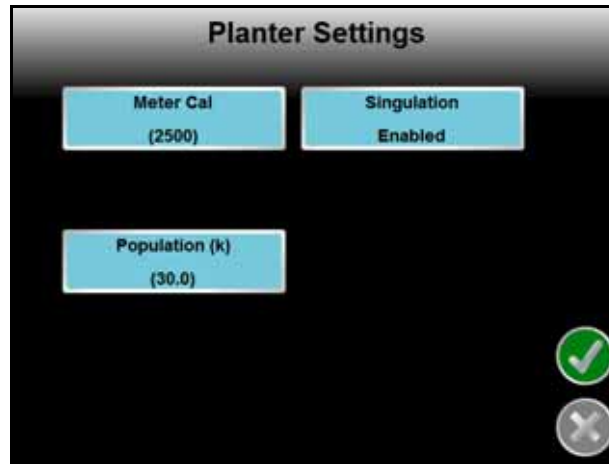 Planter Settings
Meter Cal
(2500)
Singulation
Enabled
Population (k)
(30.0)